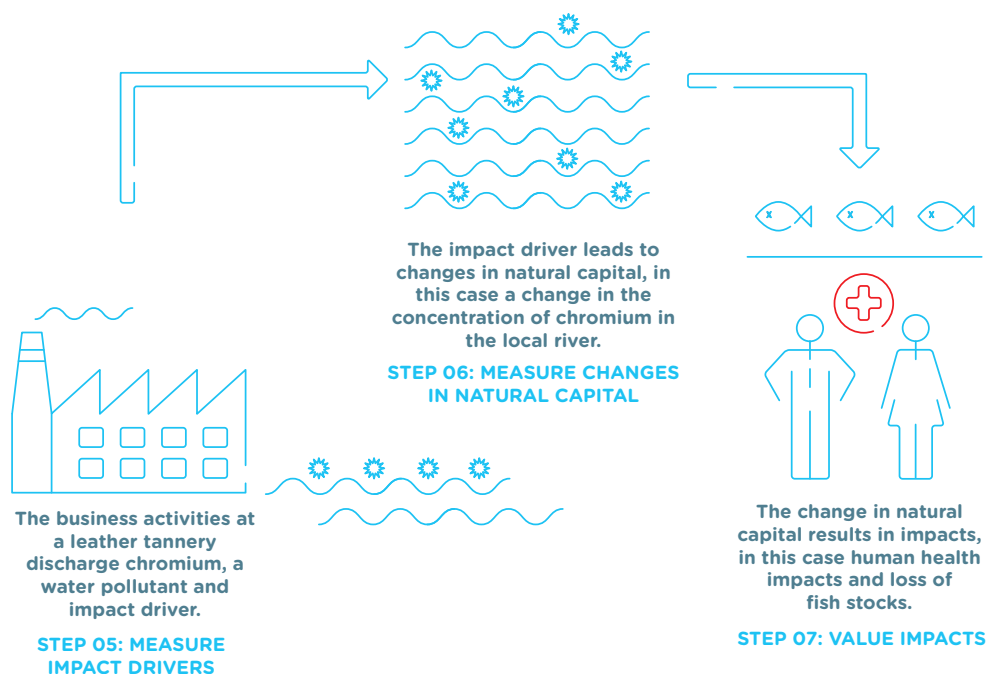 The business activities at
a leather tannery
discharge chromium, a
water pollutant and
impact driver.
STEP 05: MEASURE
IMPACT DRIVERS
The impact driver leads to
changes in natural capital, in
this case a change in the
concentration of chromium in
the local river.
STEP 06: MEASURE CHANGES
IN NATURAL CAPITAL
The change in natural
capital results in impacts,
in this case human health
impacts and loss of
fish stocks.
STEP 07: VALUE IMPACTS